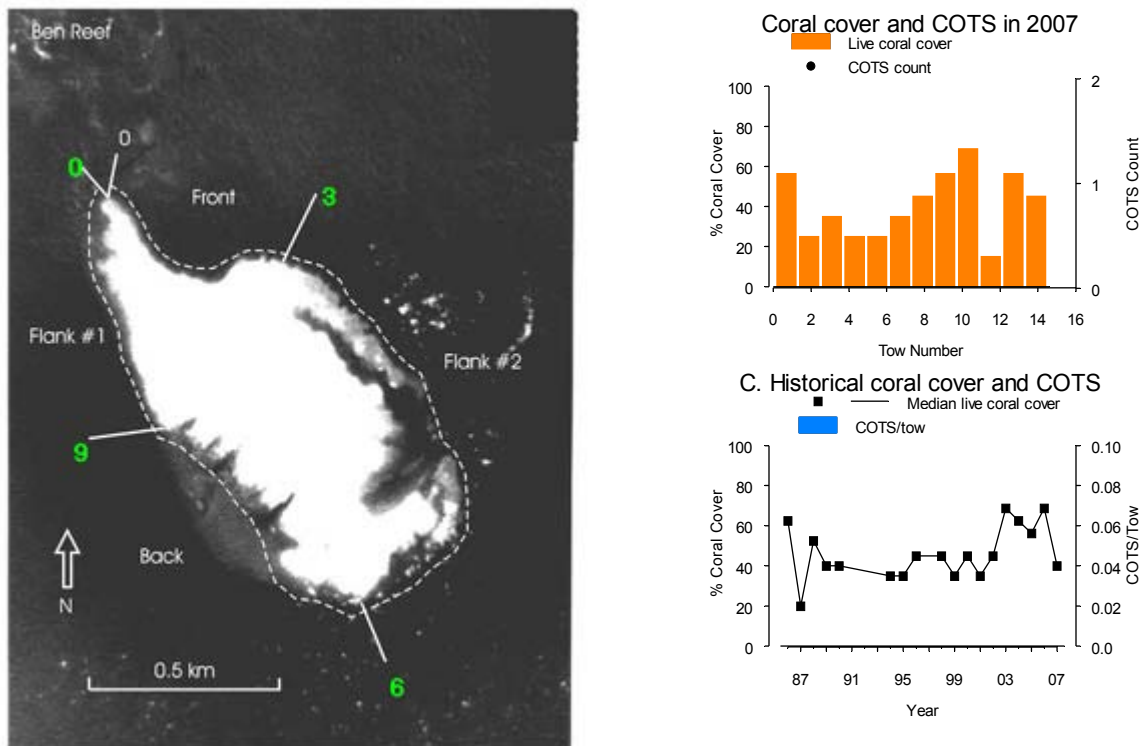 Ben Reef
0
0
Front
3
Flank #1
Flank #2
9
Back
N
0.5 km
6
Coral cover and COTS in 2007
Live coral cover
COTS count
100
80
60
40
20
0
% Coral Cover
2
1
0
COTS Count
0 2 4 6 8 10 12 14 16
Tow Number
C. Historical coral cover and COTS
Median live coral cover
COTS/tow
100
80
60
40
20
0
% Coral Cover
0.10
0.08
0.06
0.04
0.02
0.0
COTS/Tow
87 91 95 99 03 07
Year